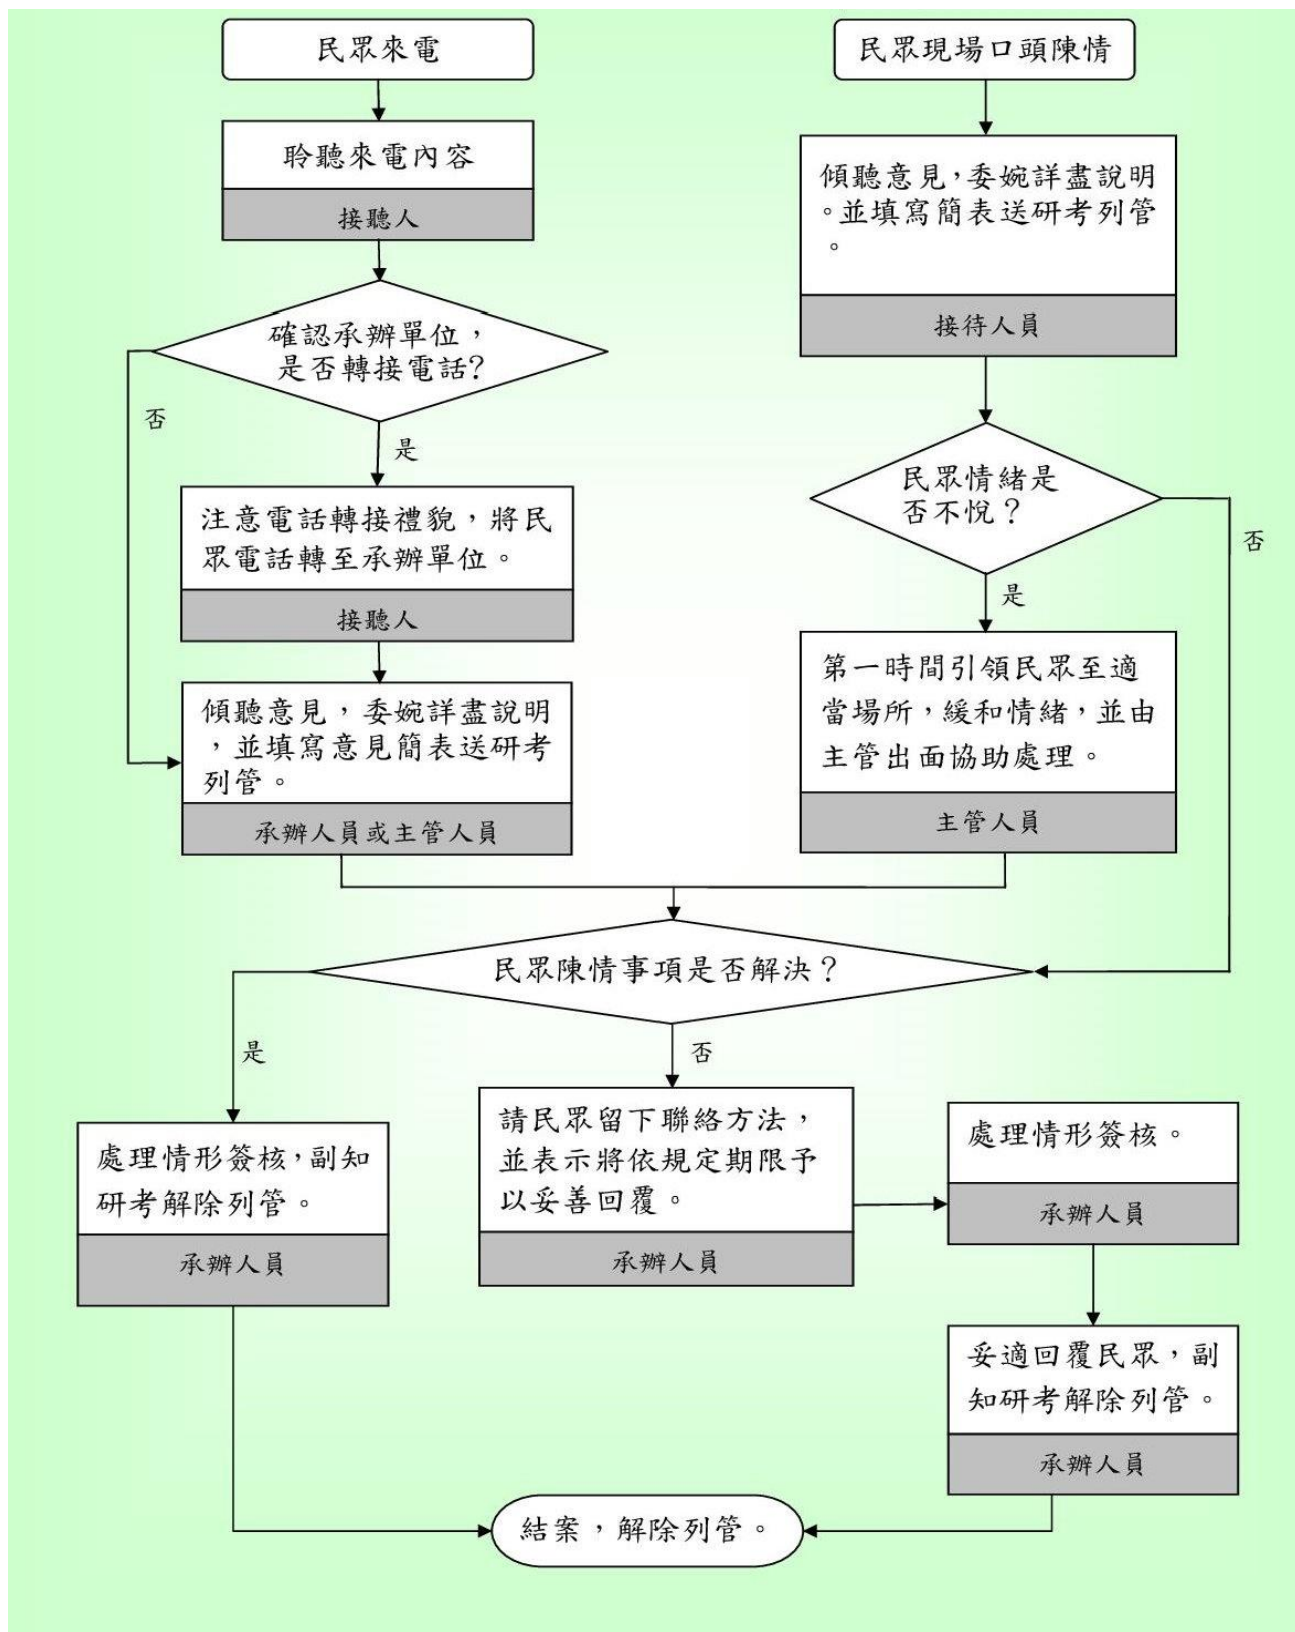 民眾來電
聆聽來電內容
接聽人
確認承辦單位，
是否轉接電話?
否
是
注意電話轉接禮貌，將民
眾電話轉至承辦單位。
接聽人
傾聽意見，委婉詳盡說明
，並填寫意見簡表送研考
列管。
承辦人員或主管人員
民眾現場口頭陳情
傾聽意見，委婉詳盡說明
。並填寫簡表送研考列管
。
接待人員
民眾情緒是
否不悅？
否
是
第一時間引領民眾至適
當場所，緩和情緒，並由
主管出面協助處理。
主管人員
民眾陳情事項是否解決？
是
否
處理情形簽核，副知
研考解除列管。
承辦人員
請民眾留下聯絡方法，
並表示將依規定期限予
以妥善回覆。
承辦人員
處理情形簽核。
承辦人員
妥適回覆民眾，副
知研考解除列管。
承辦人員
結案，解除列管。